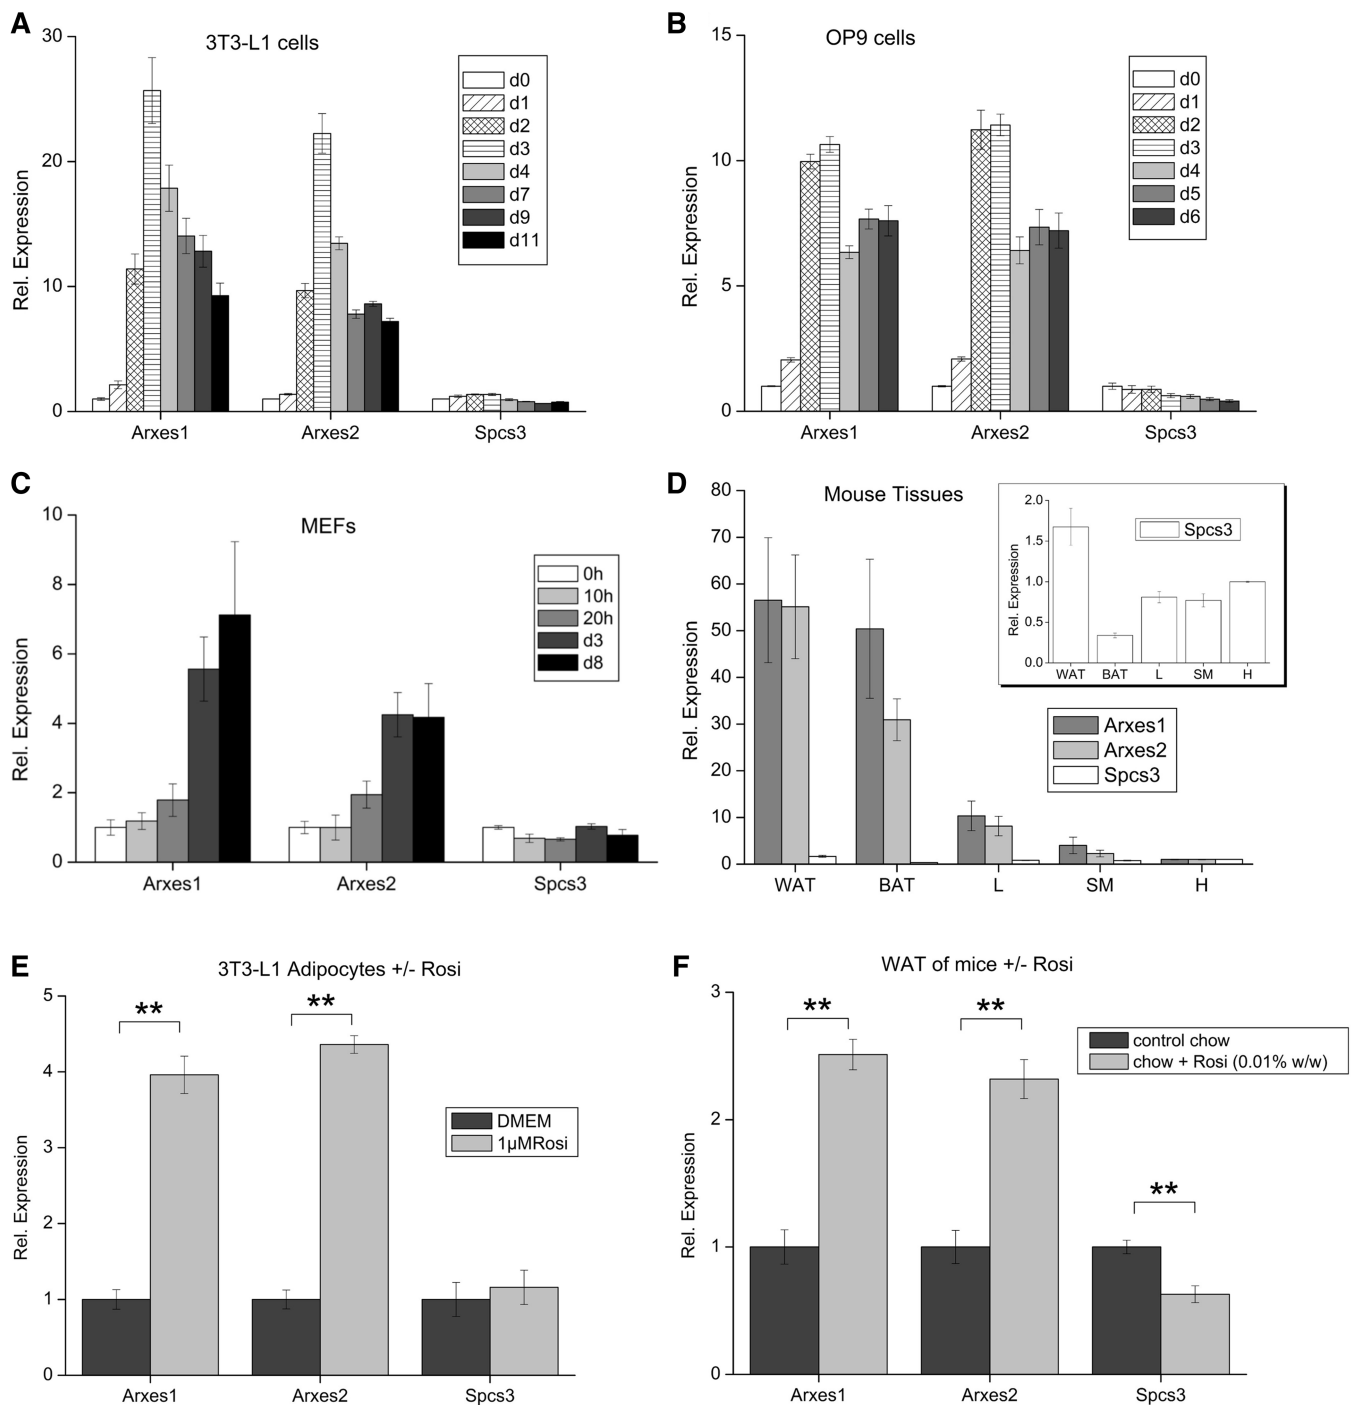 A
3T3-L1 cells
Rel. Expression
30
20
10
0
d0
d1
d2
d3
d4
d7
d9
d11
Arxes1 Arxes2 Spcs3
B
OP9 cells
Rel. Expression
15
10
5
0
d0
d1
d2
d3
d4
d5
d6
Arxes1 Arxes2 Spcs3
C
MEFs
Rel. Expression
10
8
6
4
2
0
0h
10h
20h
d3
d8
Arxes1 Arxes2 Spcs3
D
Mouse Tissues
Rel. Expression
80
70
60
50
40
30
20
10
0
Rel. Expression
2.0
1.5
1.0
0.5
0.0
Spcs3
WAT BAT L SM H
Arxes1
Arxes2
Spcs3
WAT BAT L SM H
E
3T3-L1 Adipocytes +/- Rosi
Rel. Expression
5
4
3
2
1
0
** **
DMEM
1µMRosi
Arxes1 Arxes2 Spcs3
F
WAT of mice +/- Rosi
Rel. Expression
3
2
1
0
** **
control chow
chow + Rosi (0.01% w/w)
**
Arxes1 Arxes2 Spcs3